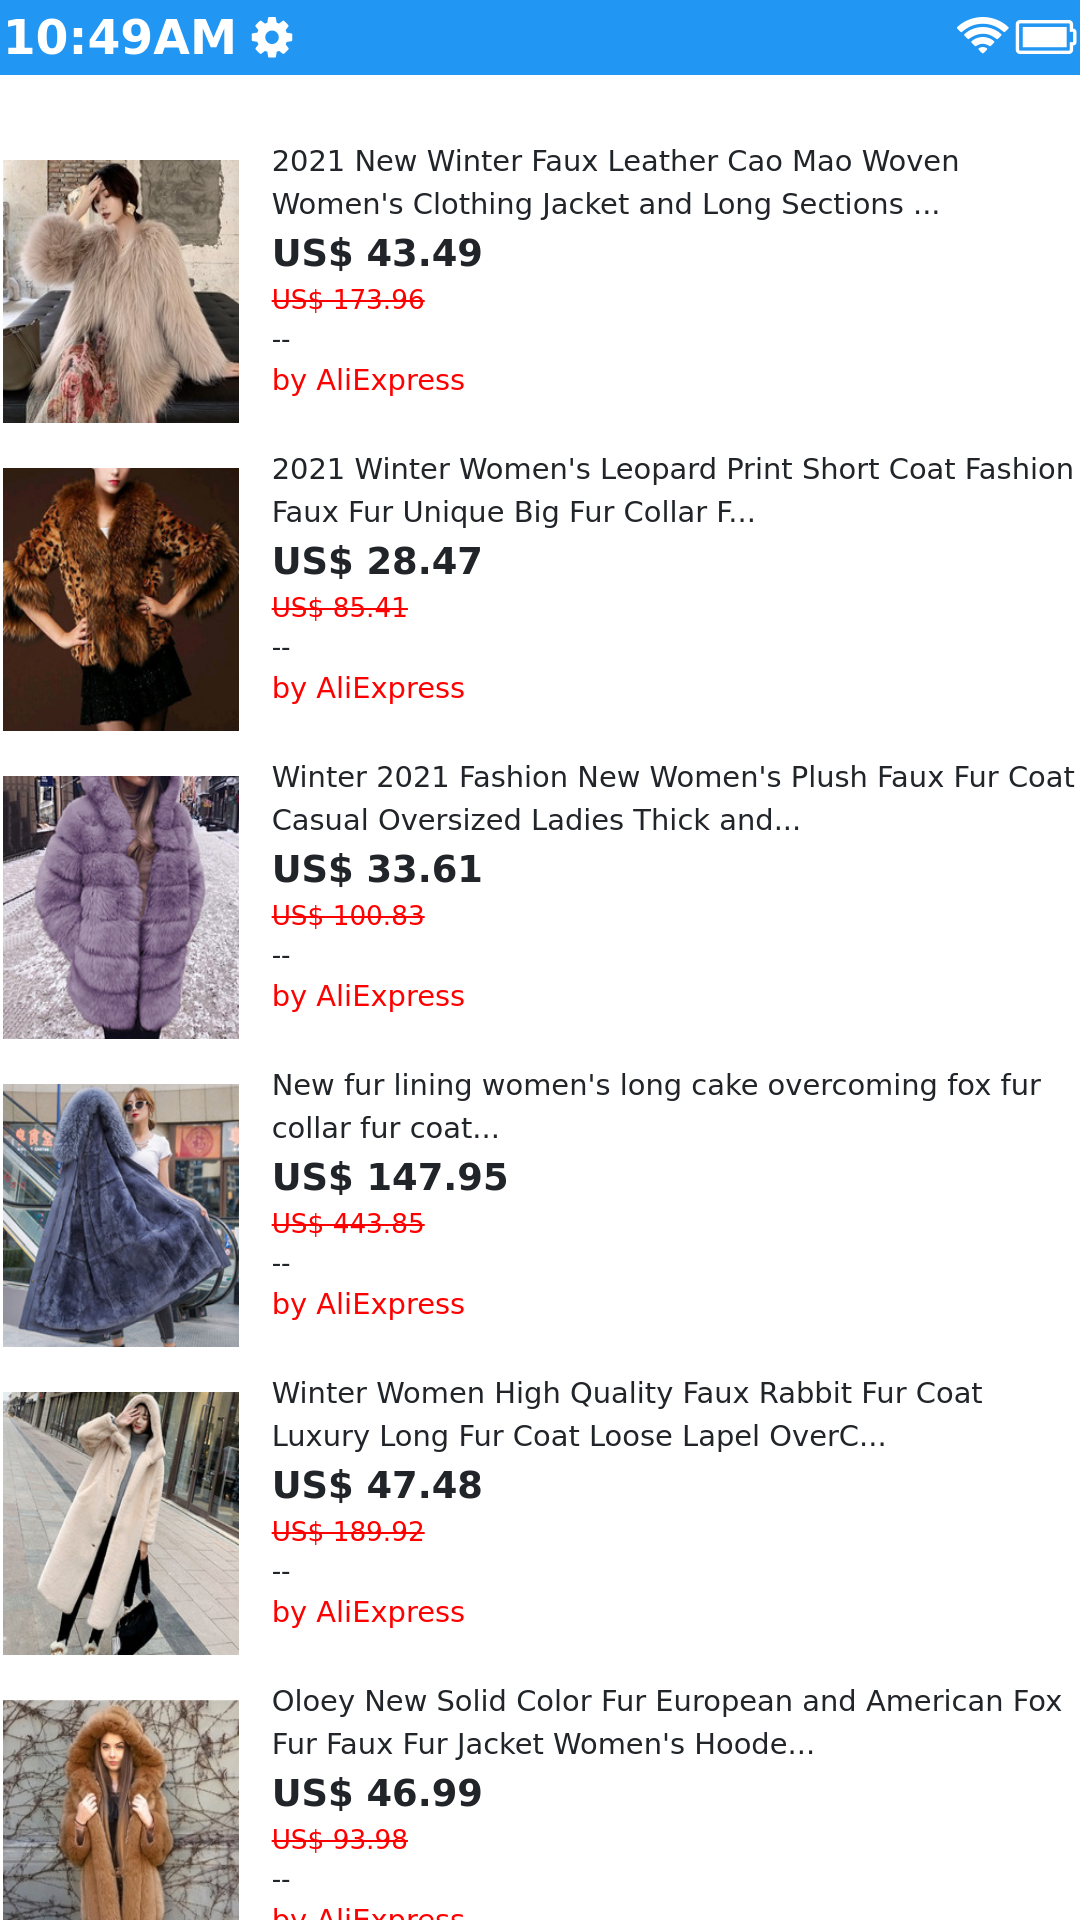 10:49AM
2021 New Winter Faux Leather Cao Mao Woven
Women's Clothing Jacket and Long Sections ...
US$ 43.49
US$ 173.96
--
by AliExpress
2021 Winter Women's Leopard Print Short Coat Fashion
Faux Fur Unique Big Fur Collar F...
US$ 28.47
US$ 85.41
--
by AliExpress
Winter 2021 Fashion New Women's Plush Faux Fur Coat
Casual Oversized Ladies Thick and...
US$ 33.61
US$ 100.83
--
by AliExpress
New fur lining women's long cake overcoming fox fur
collar fur coat...
US$ 147.95
US$ 443.85
--
by AliExpress
Winter Women High Quality Faux Rabbit Fur Coat
Luxury Long Fur Coat Loose Lapel OverC...
US$ 47.48
US$ 189.92
--
by AliExpress
Oloey New Solid Color Fur European and American Fox
Fur Faux Fur Jacket Women's Hoode...
US$ 46.99
US$ 93.98
--
by AliExpress